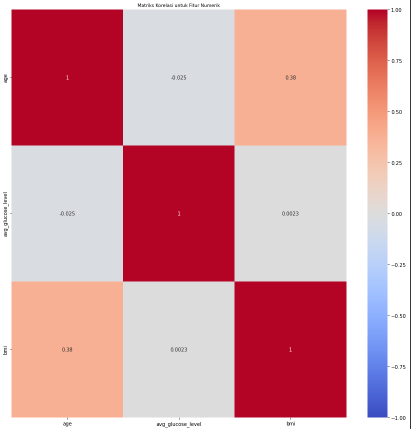 Matriks Korelasi untuk Fitur Numerik
age
1
-0.025
0.38
avg_glucose_level
-0.025
1
0.0023
bmi
0.38
0.0023
1
age
avg_glucose_level
bmi
1.00
0.75
0.50
0.25
0.00
−0.25
−0.50
−0.75
−1.00